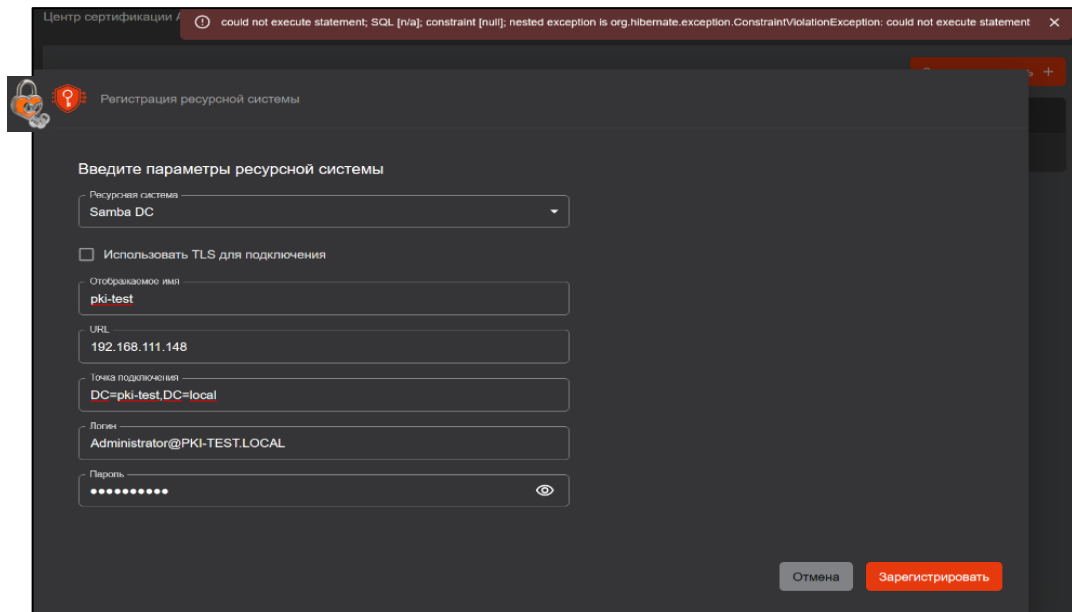 Центр сертификации
could not execute statement; SQL [n/a]; constraint [null]; nested exception is org.hibernate.exception.ConstraintViolationException: could not execute statement
Регистрация ресурсной системы
Введите параметры ресурсной системы
Ресурсная система
Samba DC
Использовать TLS для подключения
Отображаемое имя
pki-test
URL
192.168.111.148
Точка подключения
DC=pki-test,DC=local
Логин
Administrator@PKI-TEST.LOCAL
Пароль
••••••••••
Отмена
Зарегистрировать